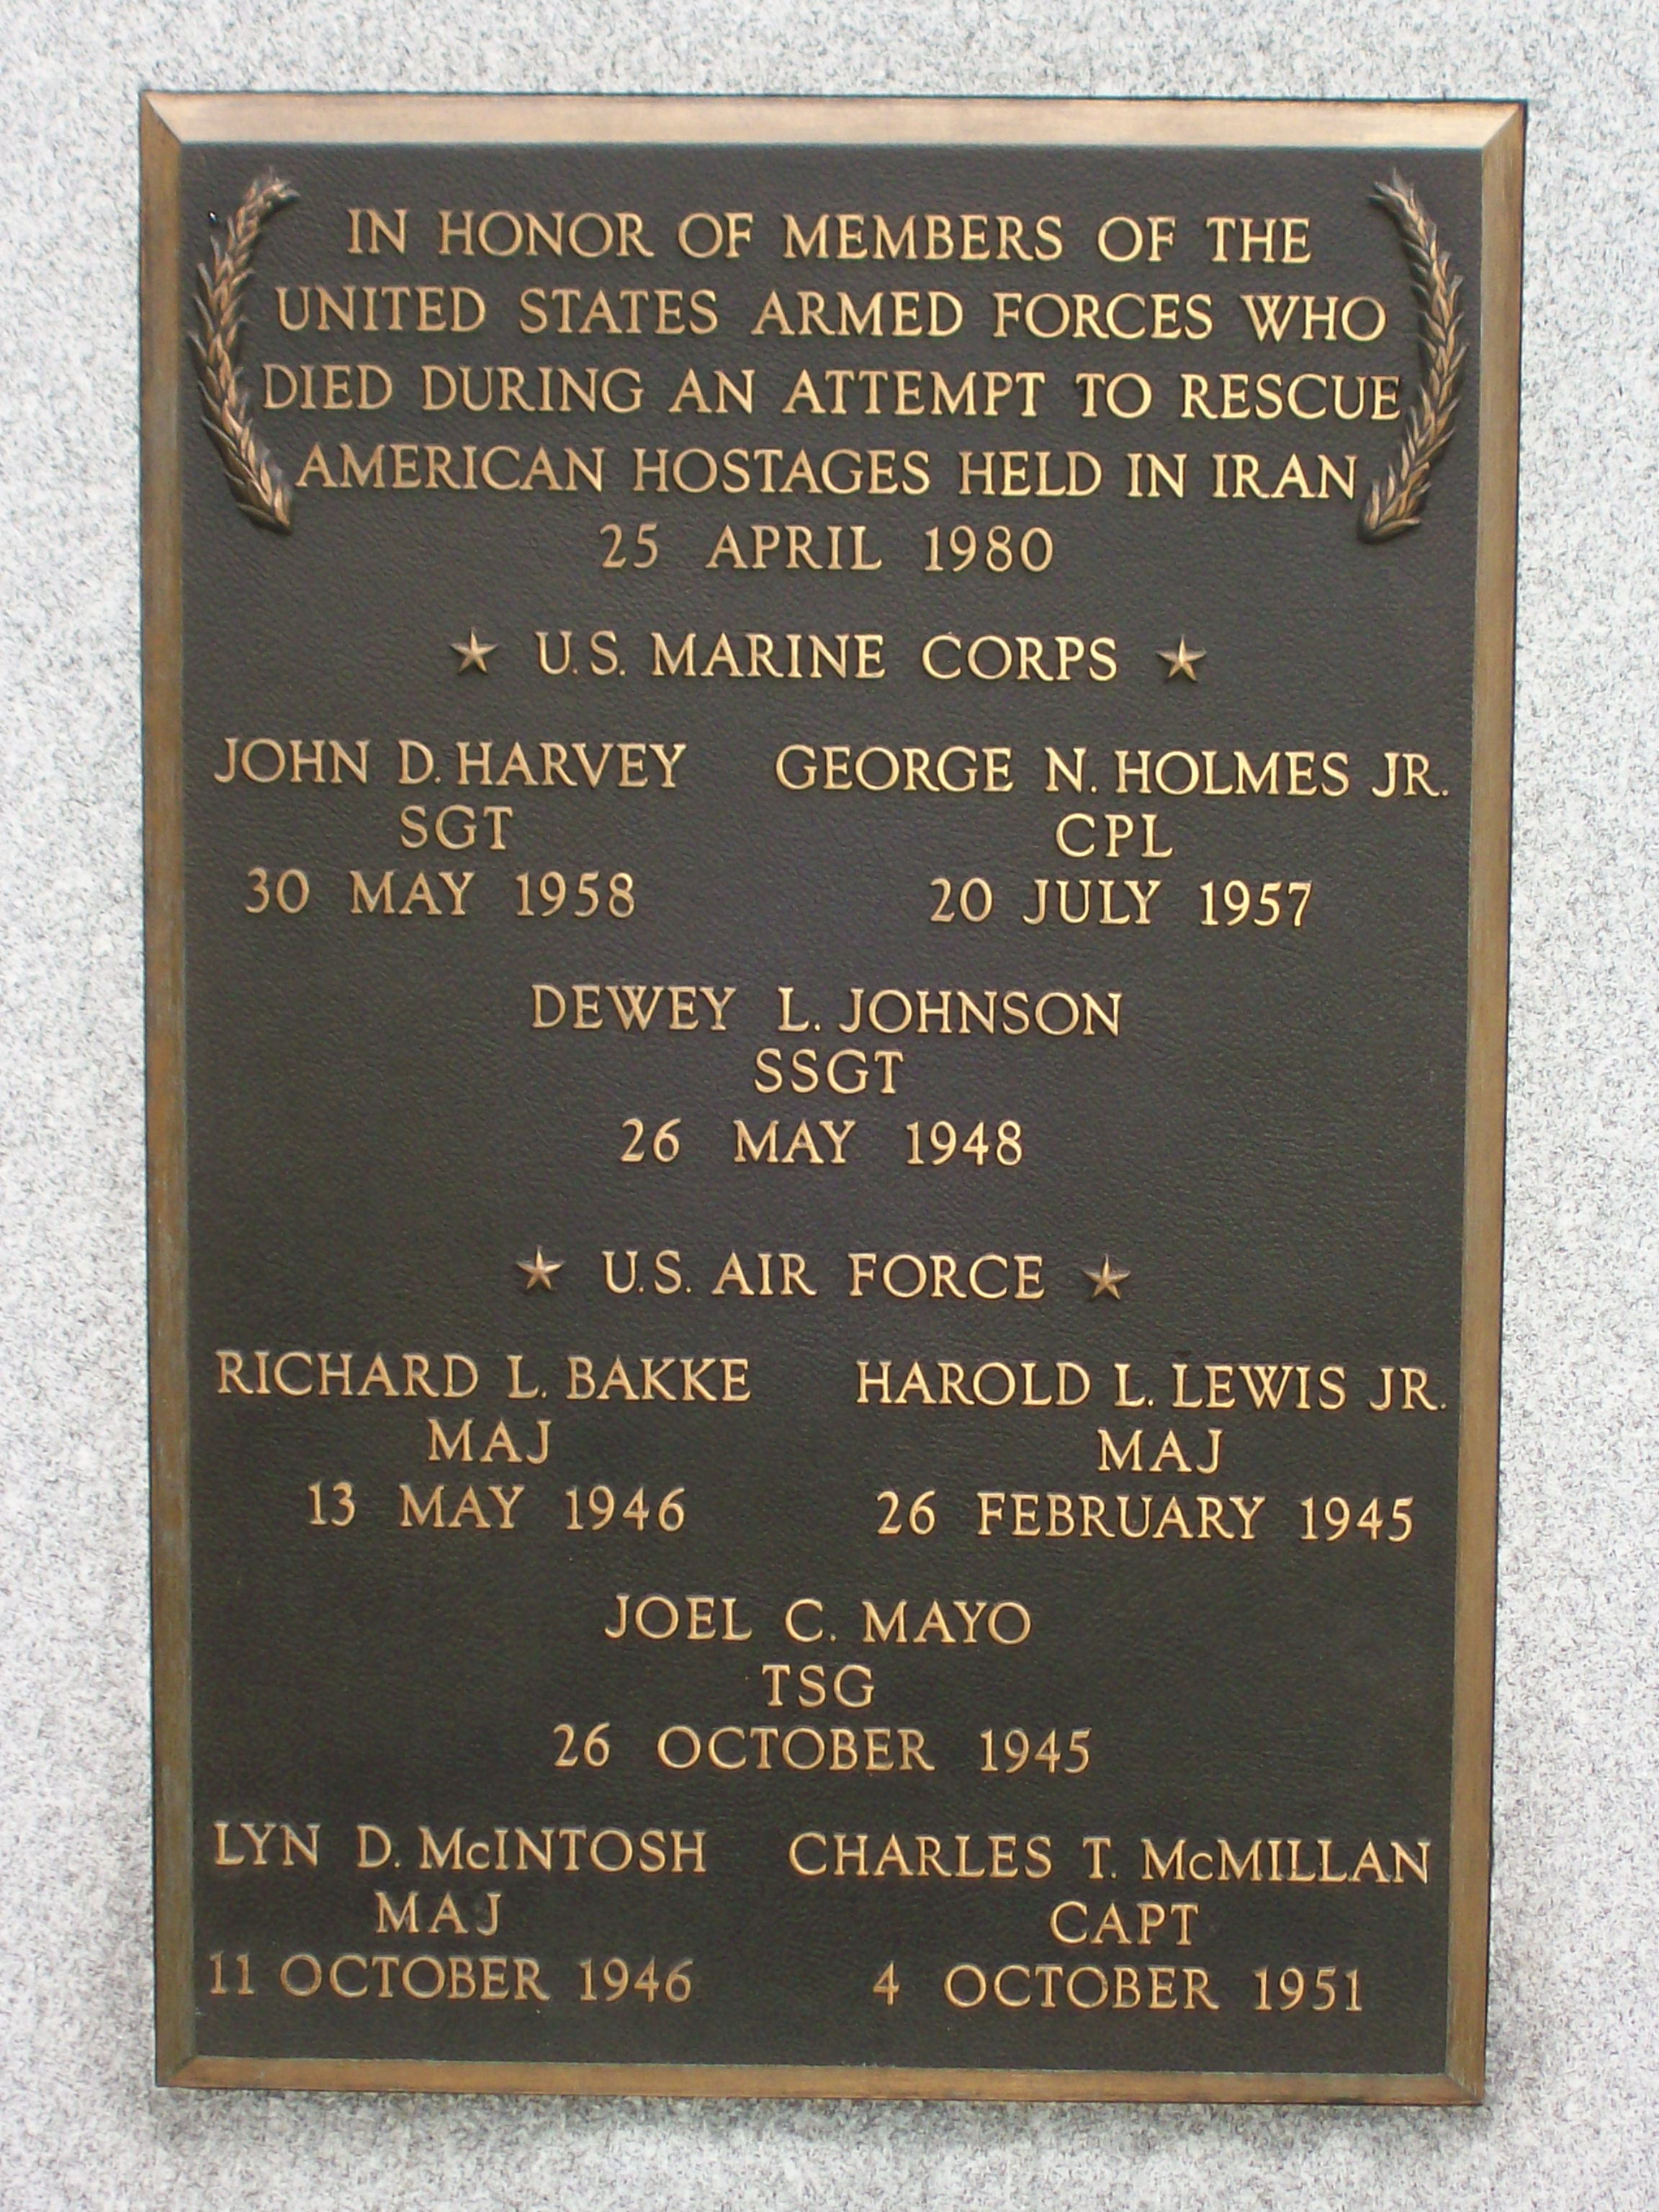 IN HONOR OF MEMBERS OF THE
UNITED STATES ARMED FORCES WHO
DIED DURING AN ATTEMPT TO RESCUE
AMERICAN HOSTAGES HELD IN IRAN
25 APRIL 1980
U.S. MARINE CORPS
JOHN D. HARVEY
SGT
30 MAY 1958
GEORGE N. HOLMES JR.
CPL
20 JULY 1957
DEWEY L. JOHNSON
SSGT
26 MAY 1948
U.S. AIR FORCE
RICHARD L. BAKKE
MAJ
13 MAY 1946
HAROLD L. LEWIS JR.
MAJ
26 FEBRUARY 1945
JOEL C. MAYO
TSG
26 OCTOBER 1945
LYN D. McINTOSH
MAJ
11 OCTOBER 1946
CHARLES T. McMILLAN
CAPT
4 OCTOBER 1951